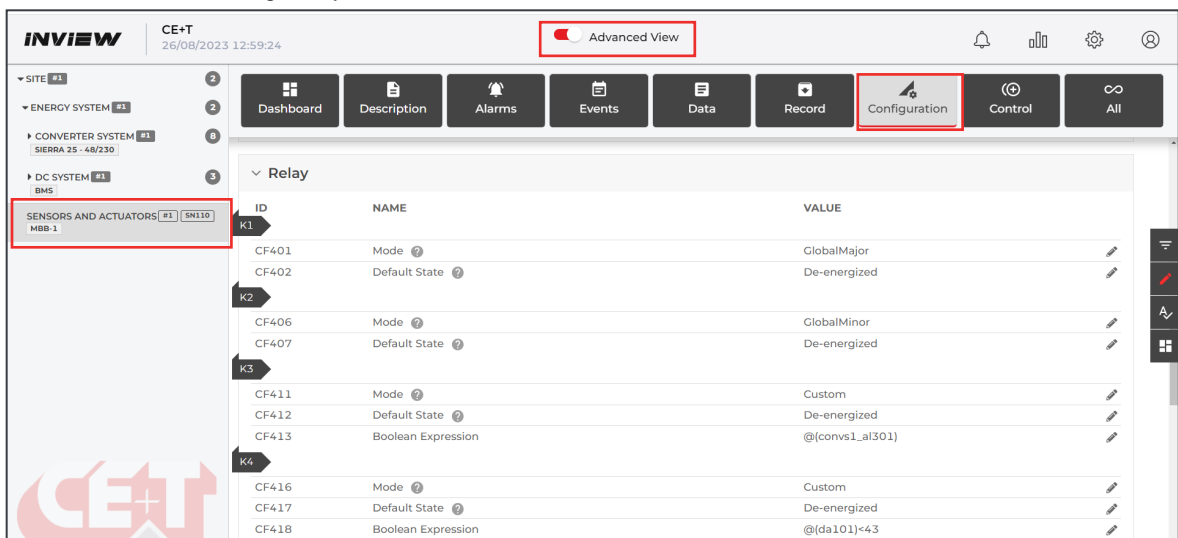 iNViEW
CE+T
26/08/2023 12:59:24
Advanced View
SITE #1 2
ENERGY SYSTEM #1 2
CONVERTER SYSTEM #1 8
SIERRA 25 - 48/230
DC SYSTEM #1 3
BMS
SENSORS AND ACTUATORS #1 SN110
MBB-1
Dashboard Description Alarms Events Data Record Configuration Control All
Relay
ID NAME VALUE
K1
CF401 Mode ? GlobalMajor
CF402 Default State ? De-energized
K2
CF406 Mode ? GlobalMinor
CF407 Default State ? De-energized
K3
CF411 Mode ? Custom
CF412 Default State ? De-energized
CF413 Boolean Expression @(convs1_al301)
K4
CF416 Mode ? Custom
CF417 Default State ? De-energized
CF418 Boolean Expression @(da101)<43
CE+T